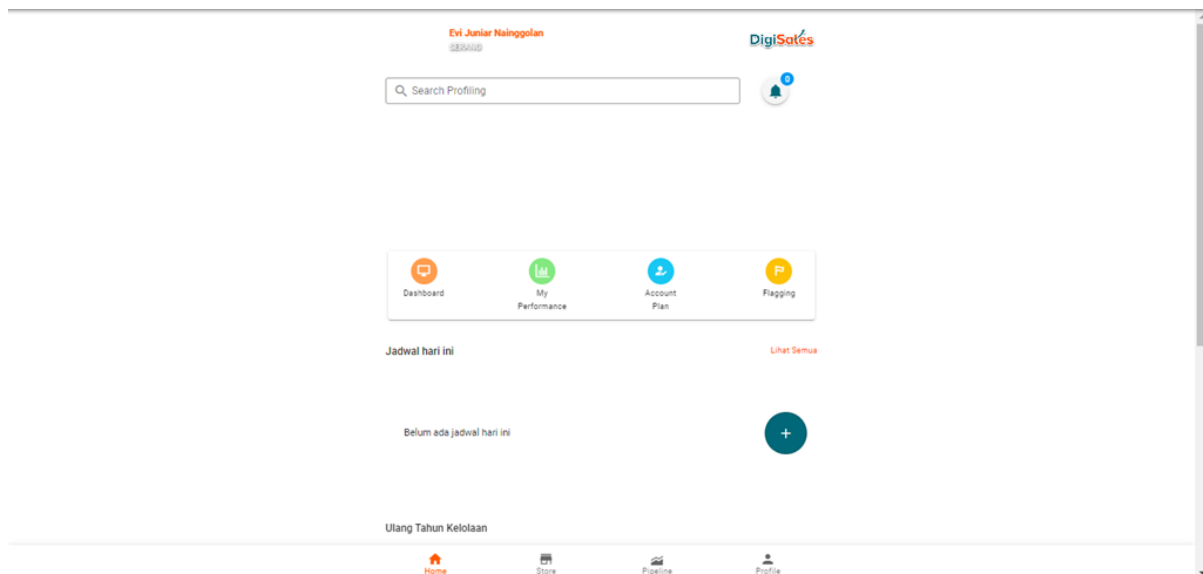 Evi Juniar Nainggolan
SERANG
DigiSales
Search Profiling
0
Dashboard
My
Performance
Account
Plan
Flagging
Jadwal hari ini
Lihat Semua
Belum ada jadwal hari ini
+
Ulang Tahun Kelolaan
Home
Store
Pipeline
Profile